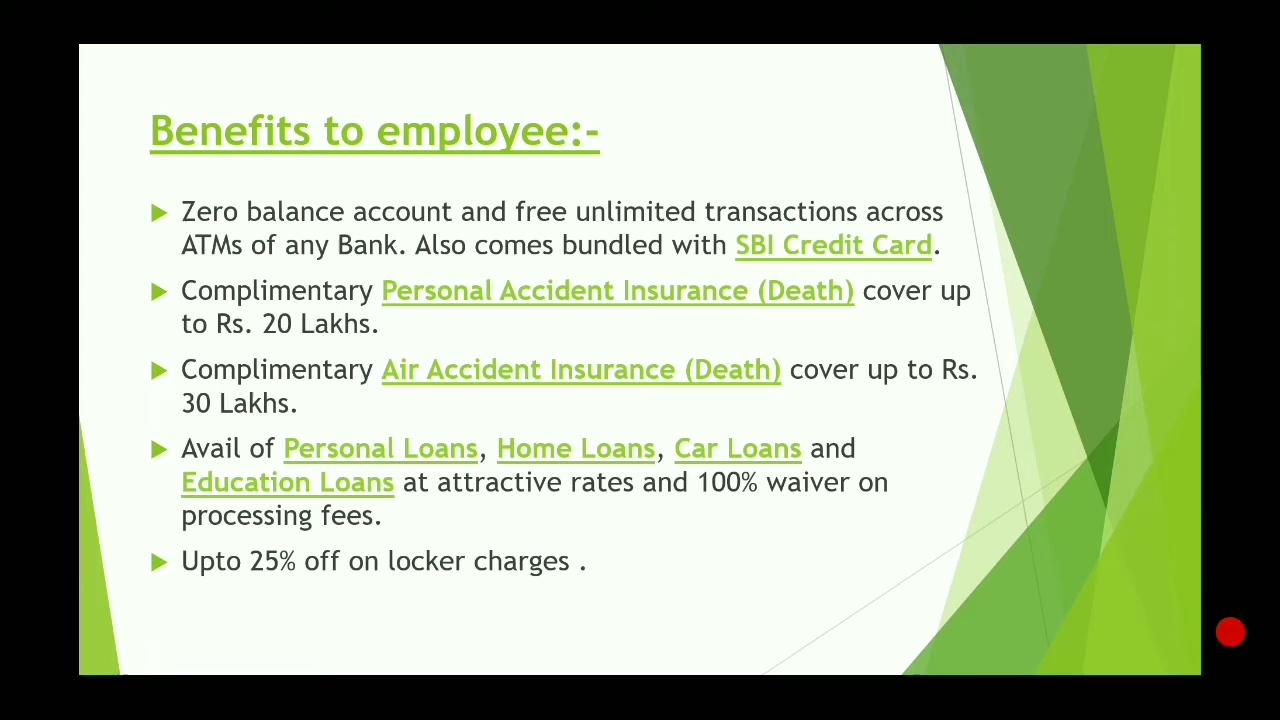 Benefits to employee:-
Zero balance account and free unlimited transactions across
ATMs of any Bank. Also comes bundled with SBI Credit Card.
Complimentary Personal Accident Insurance (Death) cover up
to Rs. 20 Lakhs.
Complimentary Air Accident Insurance (Death) cover up to Rs.
30 Lakhs.
Avail of Personal Loans, Home Loans, Car Loans and
Education Loans at attractive rates and 100% waiver on
processing fees.
Upto 25% off on locker charges .